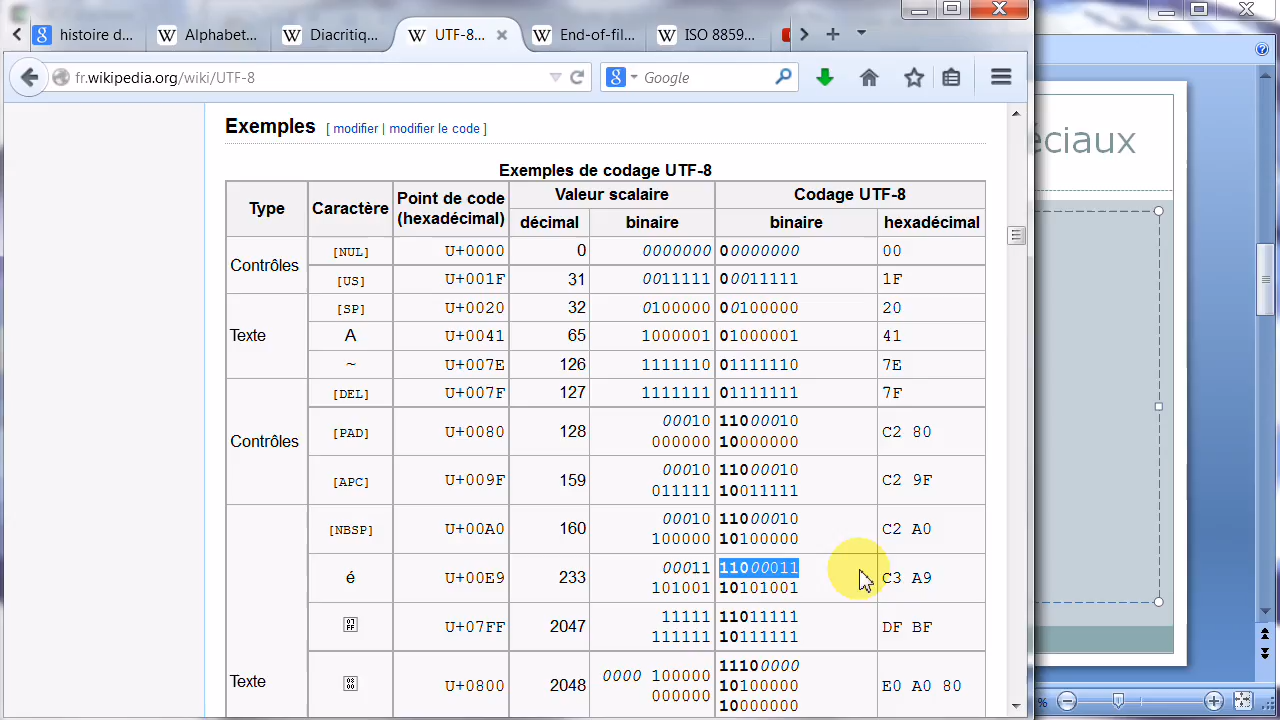 histoire d...
Alphabet...
Diacritiq...
UTF-8...
End-of-fil...
ISO 8859...
fr.wikipedia.org/wiki/UTF-8
Google
Exemples [ modifier | modifier le code ]
Exemples de codage UTF-8
Type Caractère Point de code (hexadécimal) Valeur scalaire Codage UTF-8
décimal binaire binaire hexadécimal
Contrôles
[NUL] U+0000 0 0000000 00000000 00
[US] U+001F 31 0011111 00011111 1F
Texte
[SP] U+0020 32 0100000 00100000 20
A U+0041 65 1000001 01000001 41
~ U+007E 126 1111110 01111110 7E
Contrôles
[DEL] U+007F 127 1111111 01111111 7F
[PAD] U+0080 128 00010 000000 11000010 10000000 C2 80
[APC] U+009F 159 00010 011111 11000010 10011111 C2 9F
Texte
[NBSP] U+00A0 160 00010 100000 11000010 10100000 C2 A0
é U+00E9 233 00011 101001 11000011 10101001 C3 A9
U+07FF 2047 11111 111111 11011111 10111111 DF BF
U+0800 2048 0000 100000 000000 11100000 10100000 10000000 E0 A0 80
éciaux
%